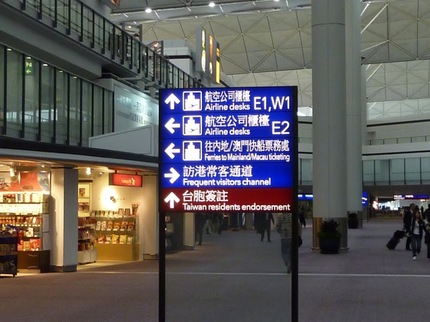 航空公司櫃檯 E1,W1
Airline desks
航空公司櫃檯 E2
Airline desks
往內地/澳門快船票務處
Ferries to Mainland/Macau ticketing
訪港常客通道
Frequent visitors channel
台胞簽註
Taiwan residents endorsement